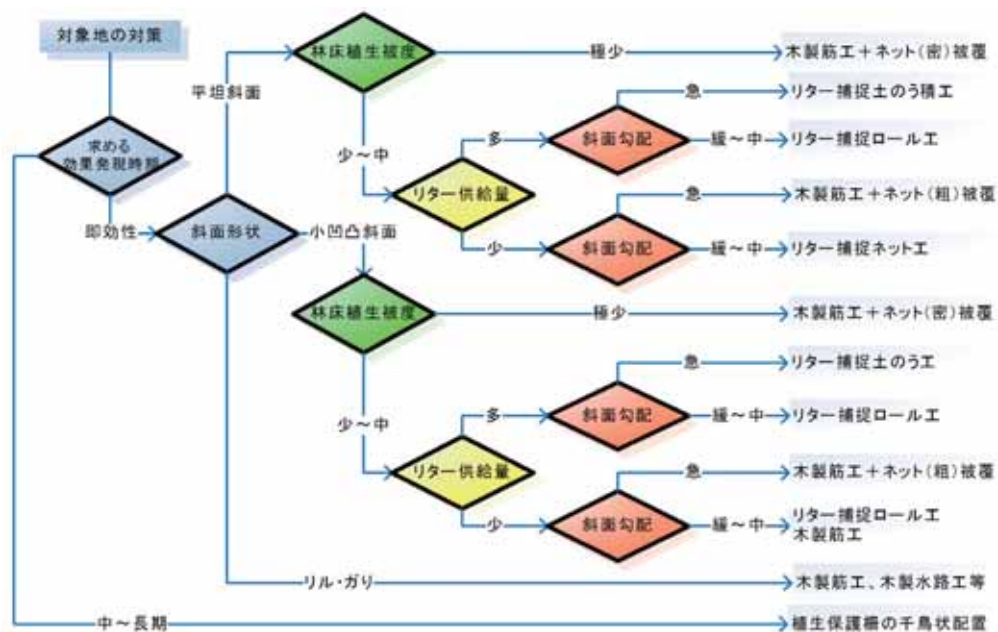 対象地の対策
求める
効果発現時期
即効性
中～長期
斜面形状
平坦斜面
林床植生被度
極少
木製筋工＋ネット(密)被覆
少～中
リター供給量
多
斜面勾配
急
リター捕捉土のう積工
緩～中
リター捕捉ロール工
少
斜面勾配
急
木製筋工＋ネット(粗)被覆
緩～中
リター捕捉ネット工
小凹凸斜面
林床植生被度
極少
木製筋工＋ネット(密)被覆
少～中
リター供給量
多
斜面勾配
急
リター捕捉土のう工
緩～中
リター捕捉ロール工
少
斜面勾配
急
木製筋工＋ネット(粗)被覆
緩～中
リター捕捉ロール工
木製筋工
リル・ガリ
木製筋工、木製水路工等
植生保護柵の千鳥状配置